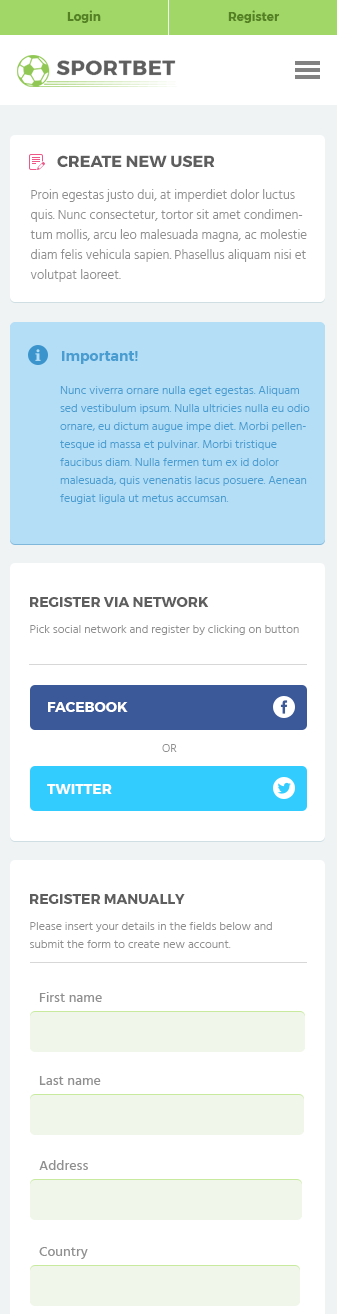 Login
Register
SPORTBET
CREATE NEW USER
Proin egestas justo dui, at imperdiet dolor luctus
quis. Nunc consectetur, tortor sit amet condimen-
tum mollis, arcu leo malesuada magna, ac molestie
diam felis vehicula sapien. Phasellus aliquam nisi et
volutpat laoreet.
Important!
Nunc viverra ornare nulla eget egestas. Aliquam
sed vestibulum ipsum. Nulla ultricies nulla eu odio
ornare, eu dictum augue impe diet. Morbi pellen-
tesque id massa et pulvinar. Morbi tristique
faucibus diam. Nulla fermen tum ex id dolor
malesuada, quis venenatis lacus posuere. Aenean
feugiat ligula ut metus accumsan.
REGISTER VIA NETWORK
Pick social network and register by clicking on button
FACEBOOK
OR
TWITTER
REGISTER MANUALLY
Please insert your details in the fields below and
submit the form to create new account.
First name
Last name
Address
Country